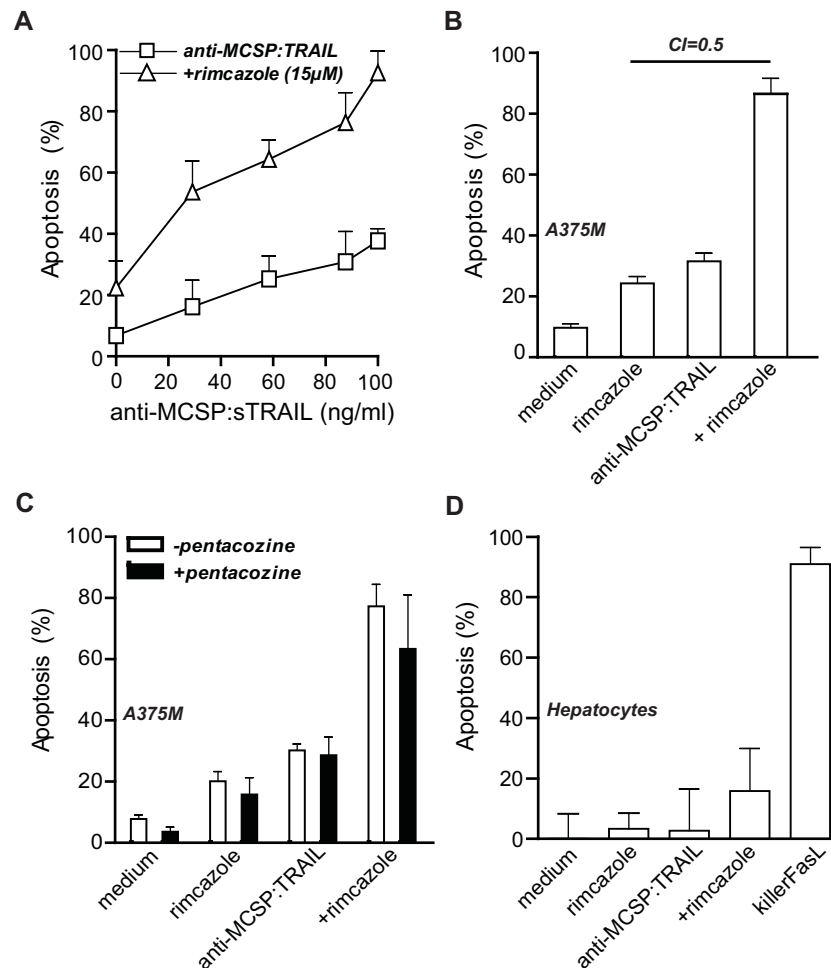 A
anti-MCSP:TRAIL
+rimcazole (15µM)
100
80
60
40
20
0
Apoptosis (%)
0 20 40 60 80 100
anti-MCSP:sTRAIL (ng/ml)
B
CI=0.5
100
80
60
40
20
0
Apoptosis (%)
A375M
medium
rimcazole
anti-MCSP:TRAIL
+ rimcazole
C
-pentacozine
+pentacozine
100
80
60
40
20
0
Apoptosis (%)
A375M
medium
rimcazole
anti-MCSP:TRAIL
+rimcazole
D
100
80
60
40
20
0
Apoptosis (%)
Hepatocytes
medium
rimcazole
anti-MCSP:TRAIL
+rimcazole
killerFasL